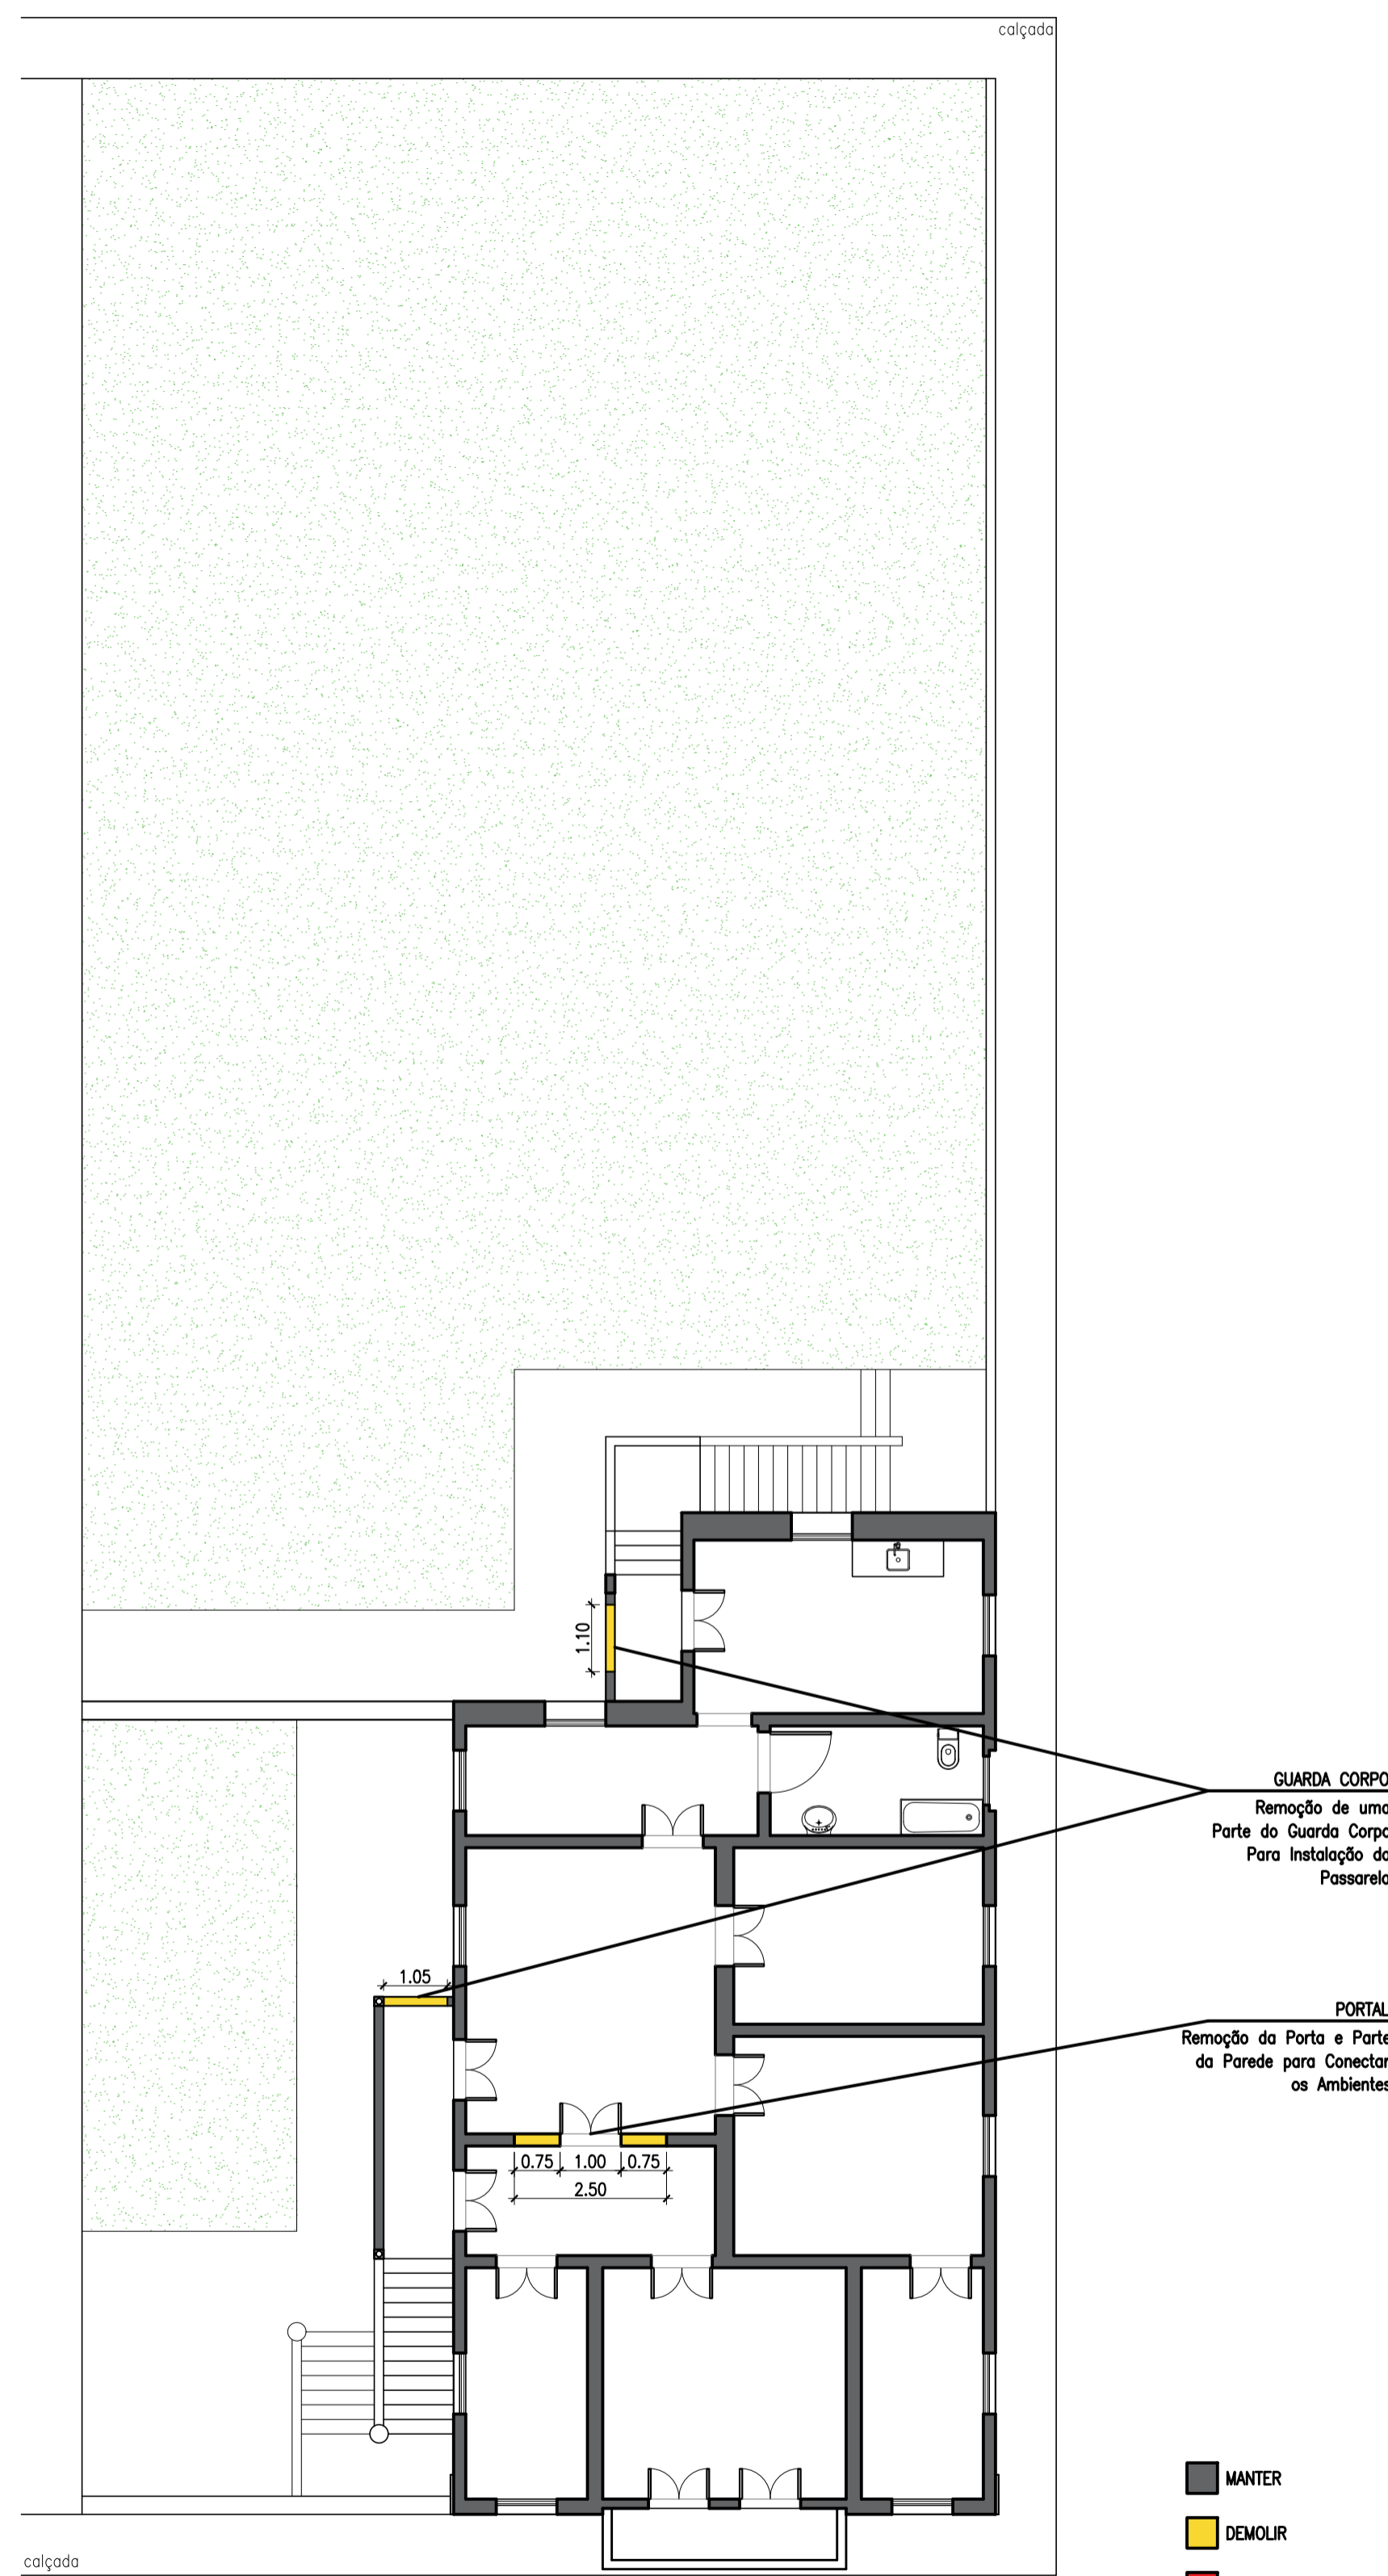 calçada
1.10
GUARDA CORPO
Remoção de uma
Parte do Guarda Corpo
Para Instalação da
Passarela
1.05
PORTAL
Remoção da Porta e Parte
da Parede para Conectar
os Ambientes
0.75 1.00 0.75
2.50
MANTER
DEMOLIR
calçada